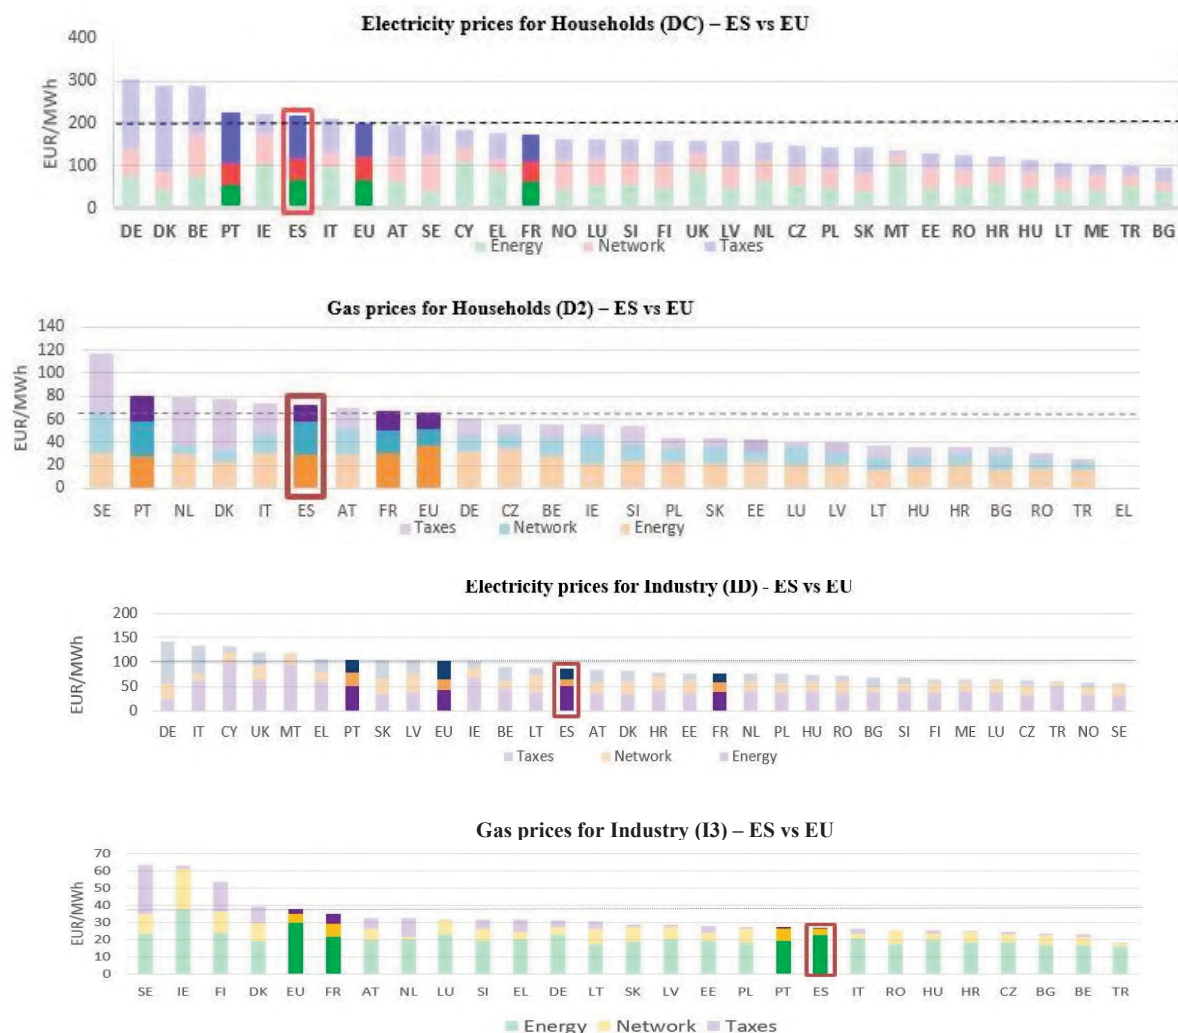 Electricity prices for Households (DC) – ES vs EU
400
300
200
100
0
EUR/MWh
DE DK BE PT IE ES IT EU AT SE CY EL FR NO LU SI FI UK LV NL CZ PL SK MT EE RO HR HU LT ME TR BG
Energy Network Taxes
Gas prices for Households (D2) – ES vs EU
140
120
100
80
60
40
20
0
EUR/MWh
SE PT NL DK IT ES AT FR EU DE CZ BE IE SI PL SK EE LU LV LT HU HR BG RO TR EL
Taxes Network Energy
Electricity prices for Industry (ID) - ES vs EU
200
150
100
50
0
EUR/MWh
DE IT CY UK MT EL PT SK LV EU IE BE LT ES AT DK HR EE FR NL PL HU RO BG SI FI ME LU CZ TR NO SE
Taxes Network Energy
Gas prices for Industry (I3) – ES vs EU
70
60
50
40
30
20
10
0
EUR/MWh
SE IE FI DK EU FR AT NL LU SI EL DE LT SK LV EE PL PT ES IT RO HU HR CZ BG BE TR
Energy Network Taxes